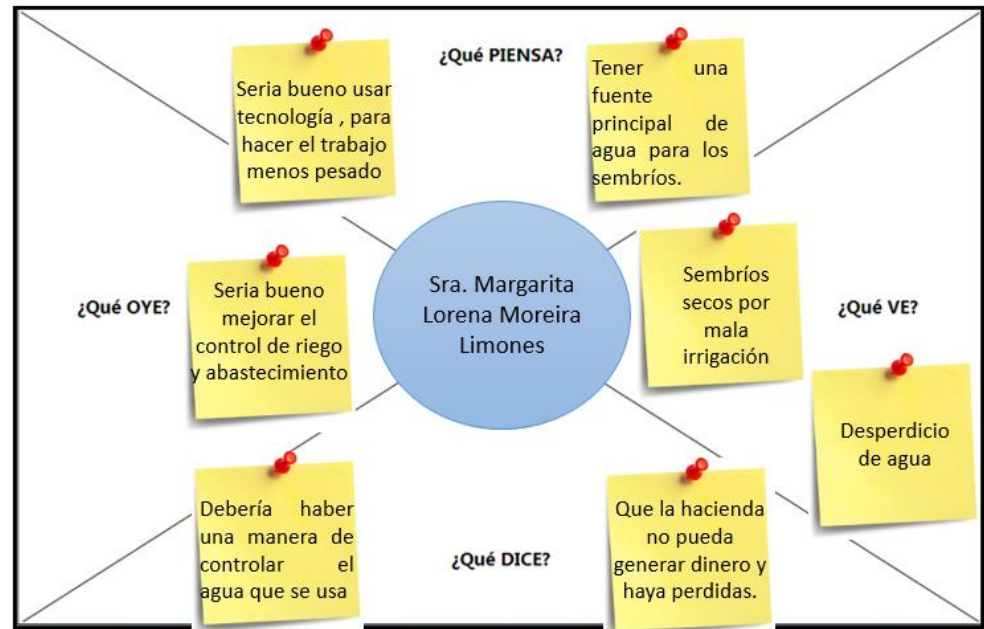 ¿Qué PIENSA?
Seria bueno usar
tecnología , para
hacer el trabajo
menos pesado
Tener una
fuente
principal de
agua para los
sembríos.
¿Qué OYE?
Seria bueno
mejorar el
control de riego
y abastecimiento
Sra. Margarita
Lorena Moreira
Limones
Sembríos
secos por
mala
irrigación
¿Qué VE?
Desperdicio
de agua
Debería haber
una manera de
controlar el
agua que se usa
¿Qué DICE?
Que la hacienda
no pueda
generar dinero y
haya perdidas.